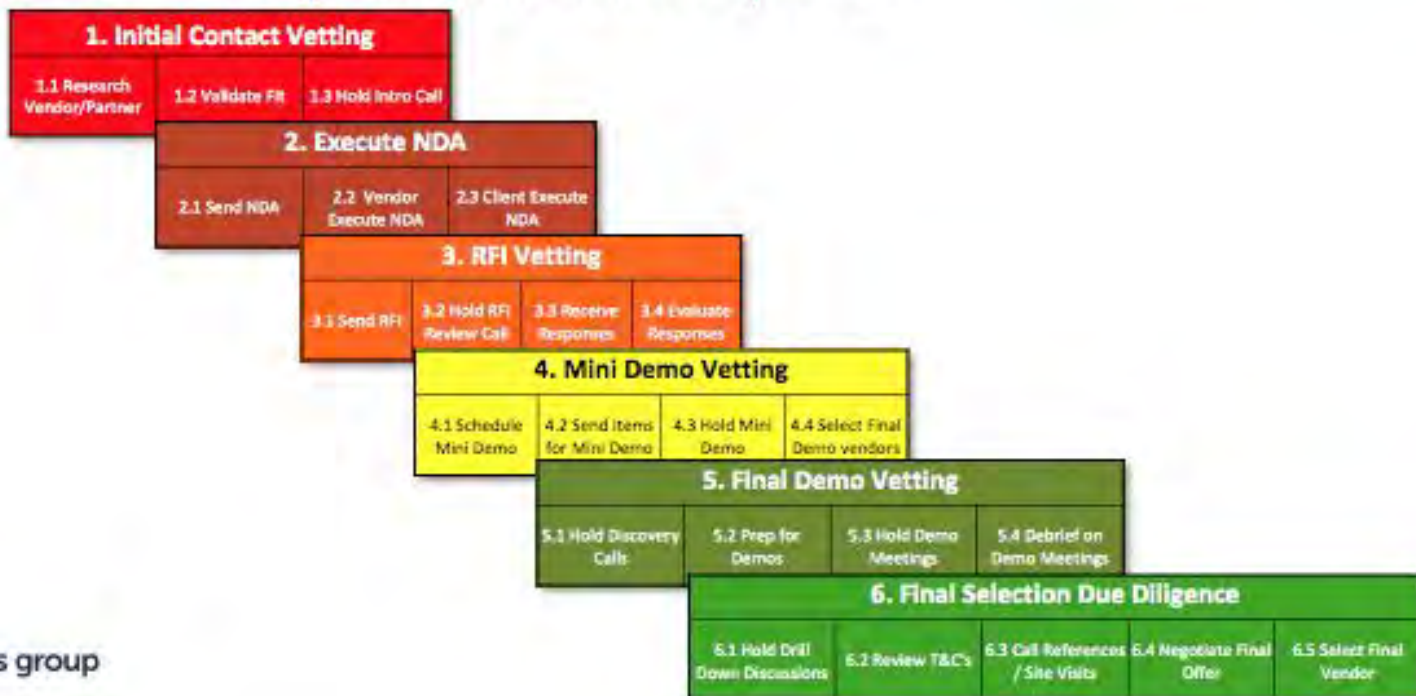 1. Initial Contact Vetting
1.1 Research
Vendor/Partner
1.2 Validate Fit
1.3 Hold Intro Call
2. Execute NDA
2.1 Send NDA
2.2 Vendor
Execute NDA
2.3 Client Execute
NDA
3. RFI Vetting
3.1 Send RFI
3.2 Hold RFI
Review Call
3.3 Receive
Responses
3.4 Evaluate
Responses
4. Mini Demo Vetting
4.1 Schedule
Mini Demo
4.2 Send items
for Mini Demo
4.3 Hold Mini
Demo
4.4 Select Final
Demo vendors
5. Final Demo Vetting
5.1 Hold Discovery
Calls
5.2 Prep for
Demos
5.3 Hold Demo
Meetings
5.4 Debrief on
Demo Meetings
6. Final Selection Due Diligence
6.1 Hold Drill
Down Discussions
6.2 Review T&C's
6.3 Call References
/ Site Visits
6.4 Negotiate Final
Offer
6.5 Select Final
Vendor
s group